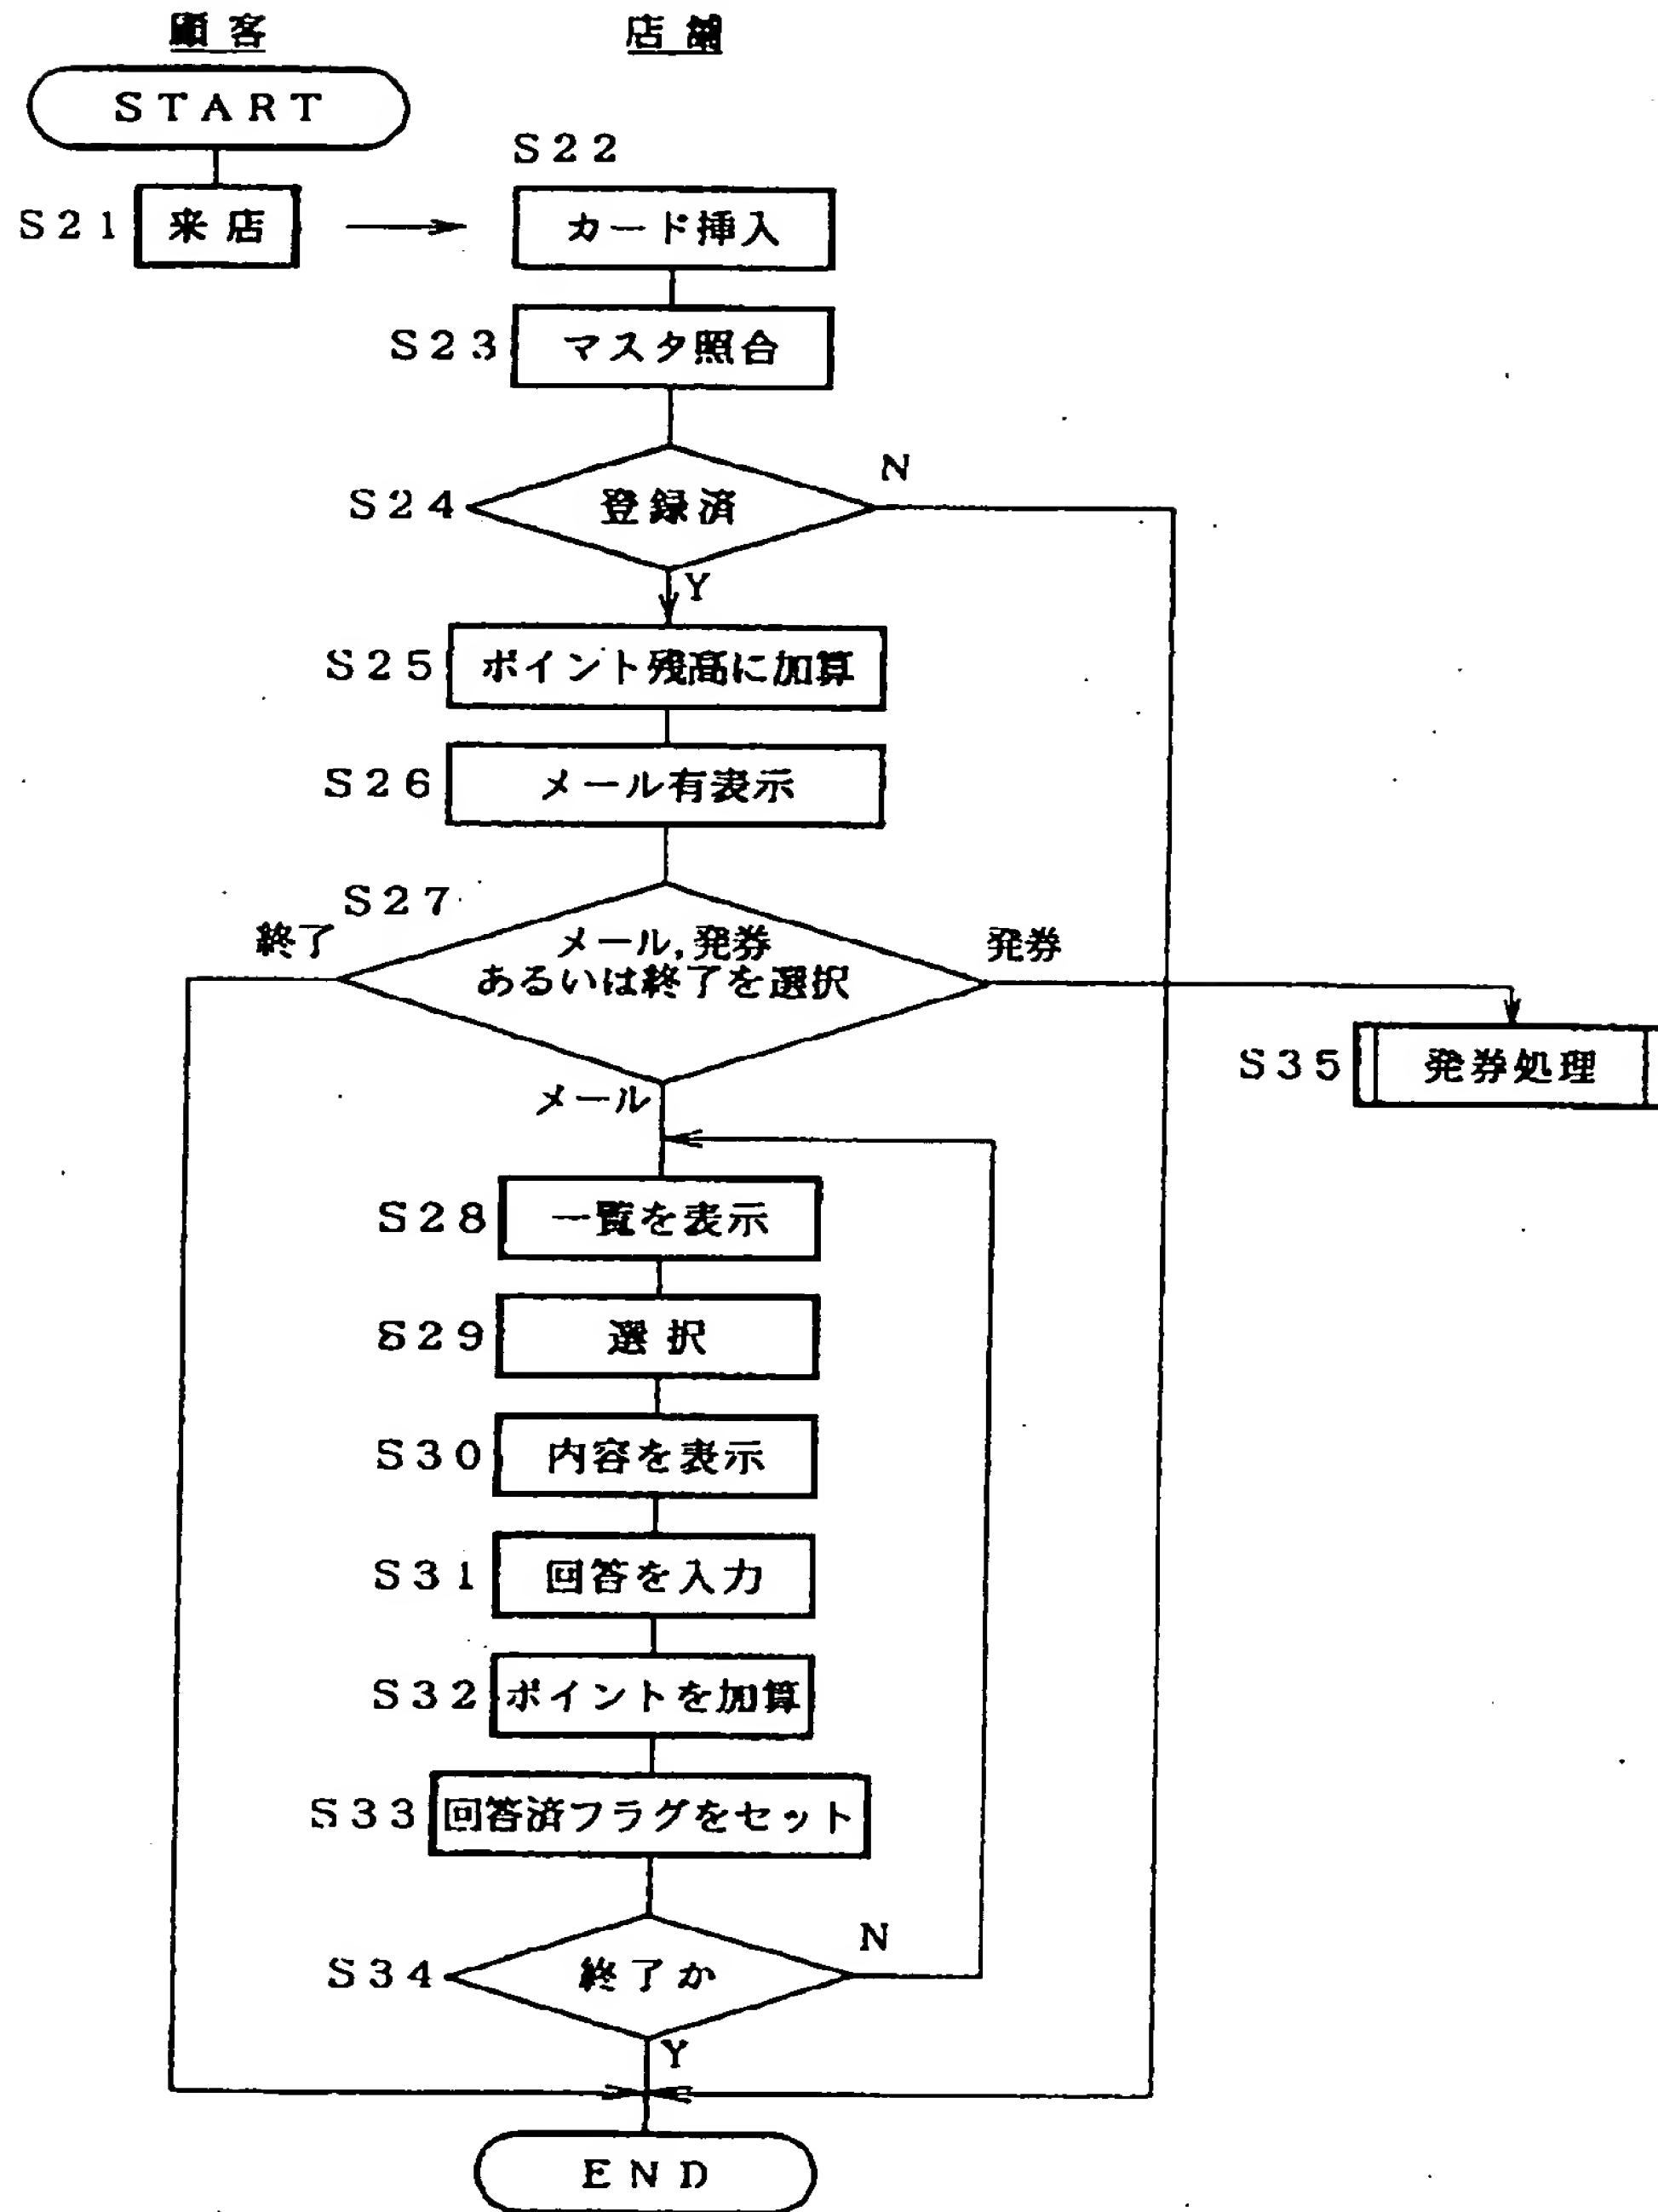 顧客
店舗
START
S22
S21
来店
カード挿入
S23
マスタ照合
N
S24
登録済
Y
S25
ポイント残高に加算
S26
メール有表示
S27
終了
メール,発券
あるいは終了を選択
発券
S35
発券処理
メール
S28
一覧を表示
S29
選択
S30
内容を表示
S31
回答を入力
S32
ポイントを加算
S33
回答済フラグをセット
N
S34
終了か
Y
END